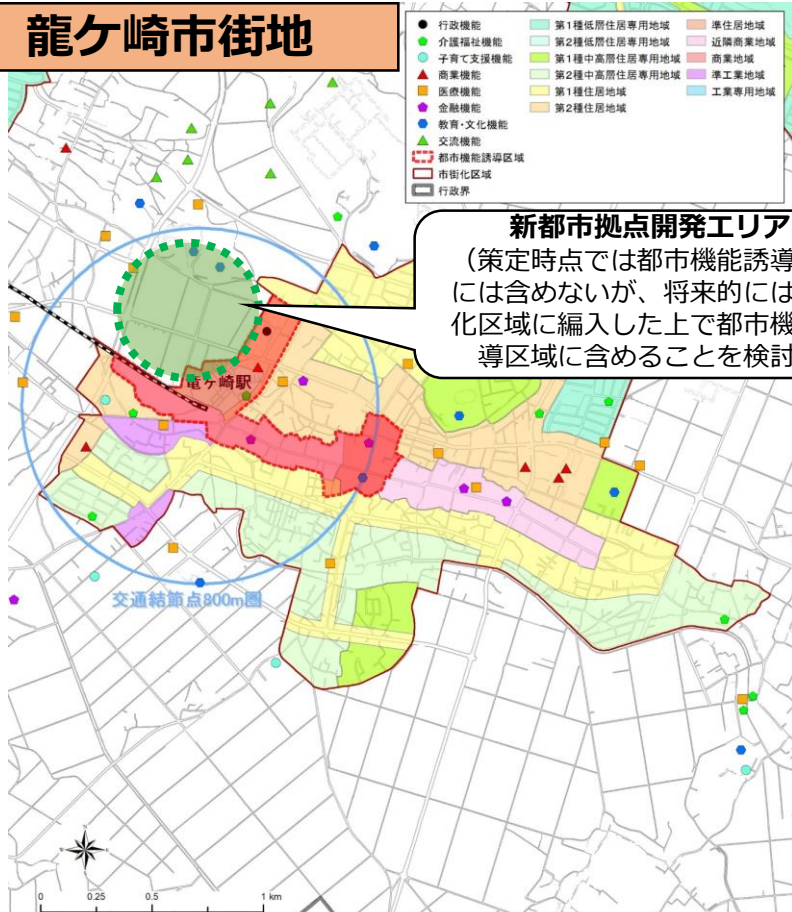 龍ケ崎市街地
行政機能
介護福祉機能
子育て支援機能
商業機能
医療機能
金融機能
教育・文化機能
交流機能
都市機能誘導区域
市街化区域
行政界
第1種低層住居専用地域
第2種低層住居専用地域
第1種中高層住居専用地域
第2種中高層住居専用地域
第1種住居地域
第2種住居地域
準住居地域
近隣商業地域
商業地域
準工業地域
工業専用地域
新都市拠点開発エリア
（策定時点では都市機能誘導
には含めないが、将来的には
化区域に編入した上で都市機
導区域に含めることを検討
竜ケ崎駅
交通結節点800m圏
N
0 0.25 0.5 1 km